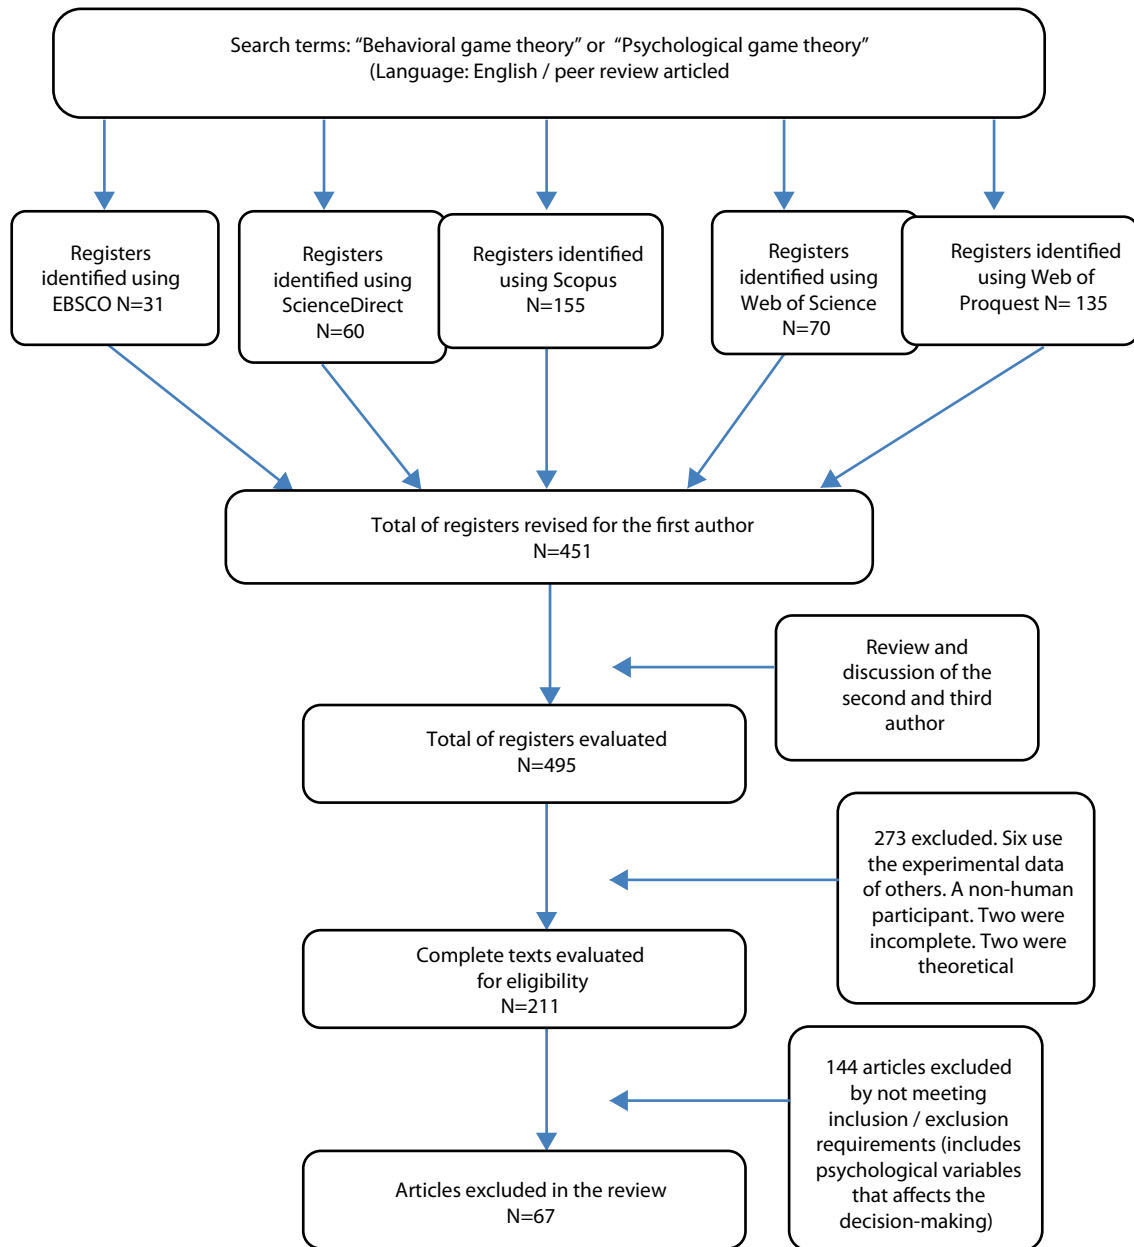 Search terms: “Behavioral game theory” or “Psychological game theory”
(Language: English / peer review articled
Registers
identified using
EBSCO N=31
Registers
identified using
ScienceDirect
N=60
Registers identified
using Scopus
N=155
Registers
identified using
Web of Science
N=70
Registers identified
using Web of
Proquest N= 135
Total of registers revised for the first author
N=451
Review and
discussion of the
second and third
author
Total of registers evaluated
N=495
273 excluded. Six use
the experimental data
of others. A non-human
participant. Two were
incomplete. Two were
theoretical
Complete texts evaluated
for eligibility
N=211
144 articles excluded
by not meeting
inclusion / exclusion
requirements (includes
psychological variables
that affects the
decision-making)
Articles excluded in the review
N=67